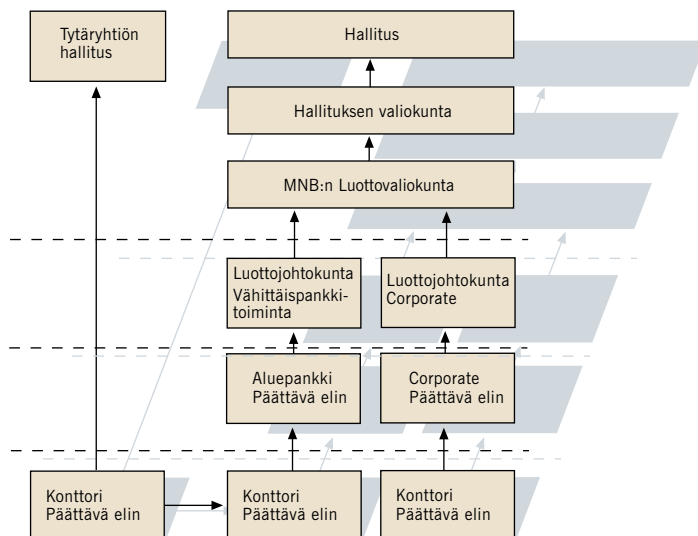 Tytäryhtiön
hallitus
Hallitus
Hallituksen valiokunta
MNB:n Luottovaliokunta
Luottojohtokunta
Vähittäispankki-
toiminta
Luottojohtokunta
Corporate
Aluepankki
Päättävä elin
Corporate
Päättävä elin
Konttori
Päättävä elin
Konttori
Päättävä elin
Konttori
Päättävä elin